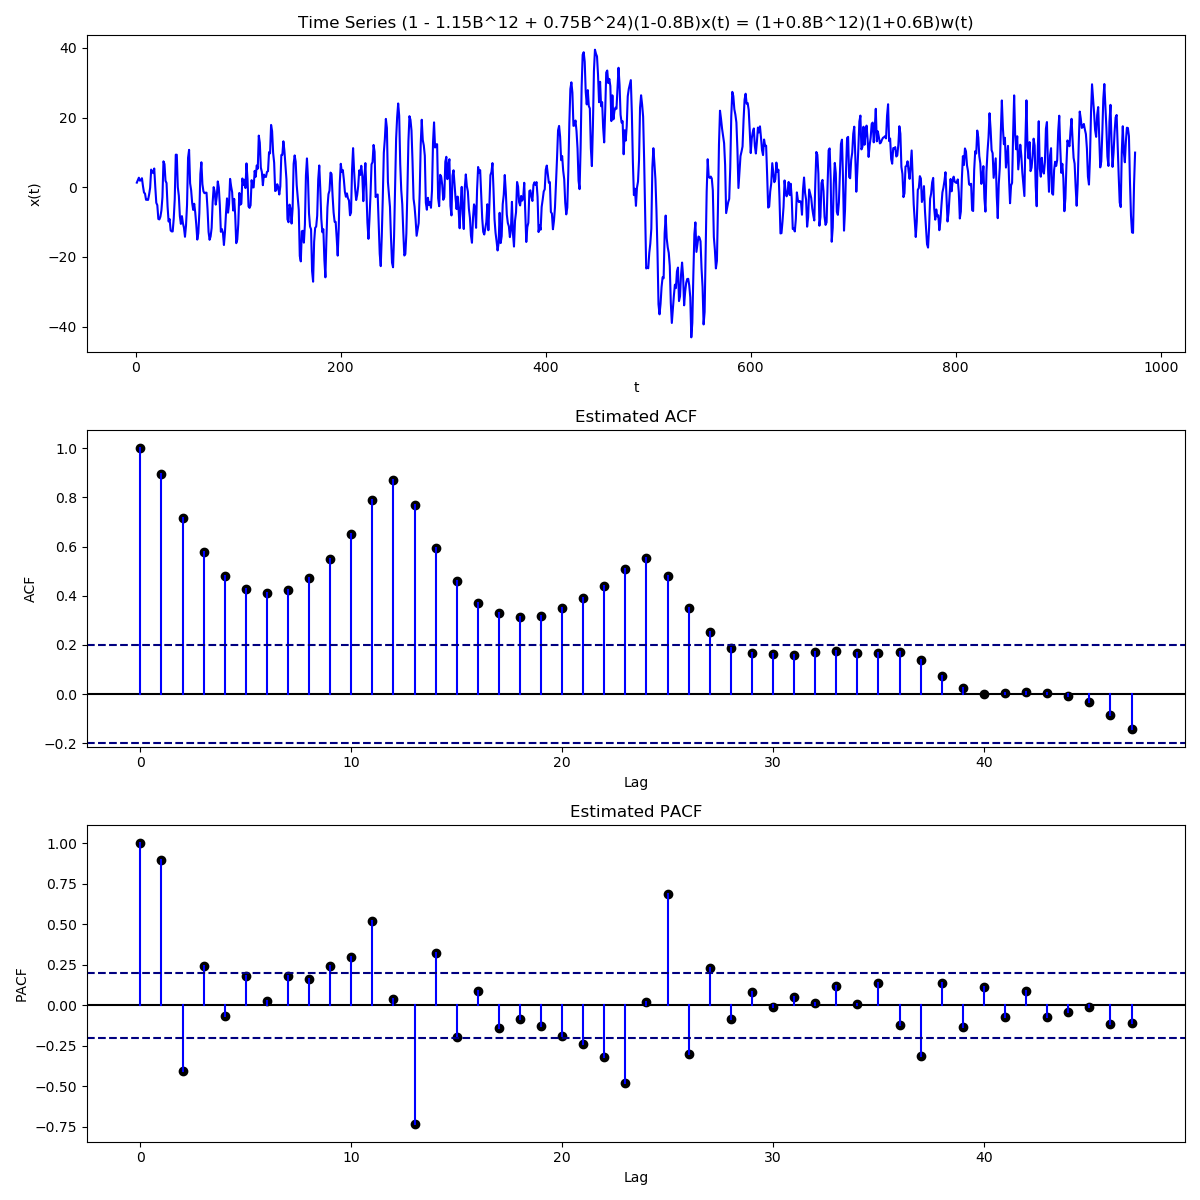 Time Series (1 - 1.15B^12 + 0.75B^24)(1-0.8B)x(t) = (1+0.8B^12)(1+0.6B)w(t)
40
20
0
−20
−40
x(t)
0 200 400 600 800 1000
t
Estimated ACF
1.0
0.8
0.6
0.4
0.2
0.0
−0.2
ACF
0 10 20 30 40
Lag
Estimated PACF
1.00
0.75
0.50
0.25
0.00
−0.25
−0.50
−0.75
PACF
0 10 20 30 40
Lag